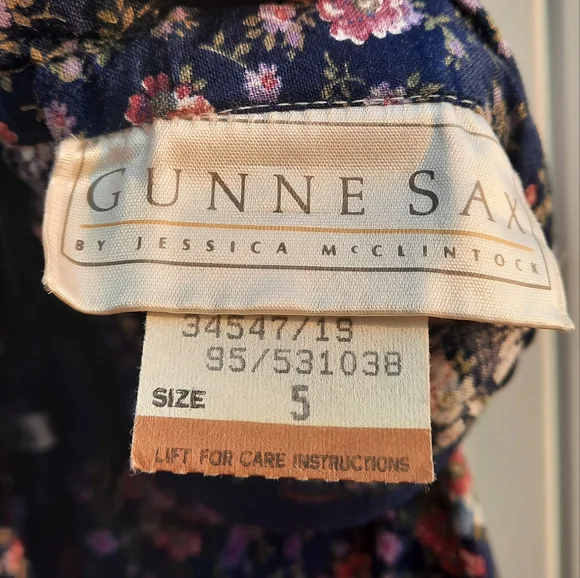 GUNNE SAX
BY JESSICA McCLINTOCK
34547/19
95/531038
SIZE 5
LIFT FOR CARE INSTRUCTIONS